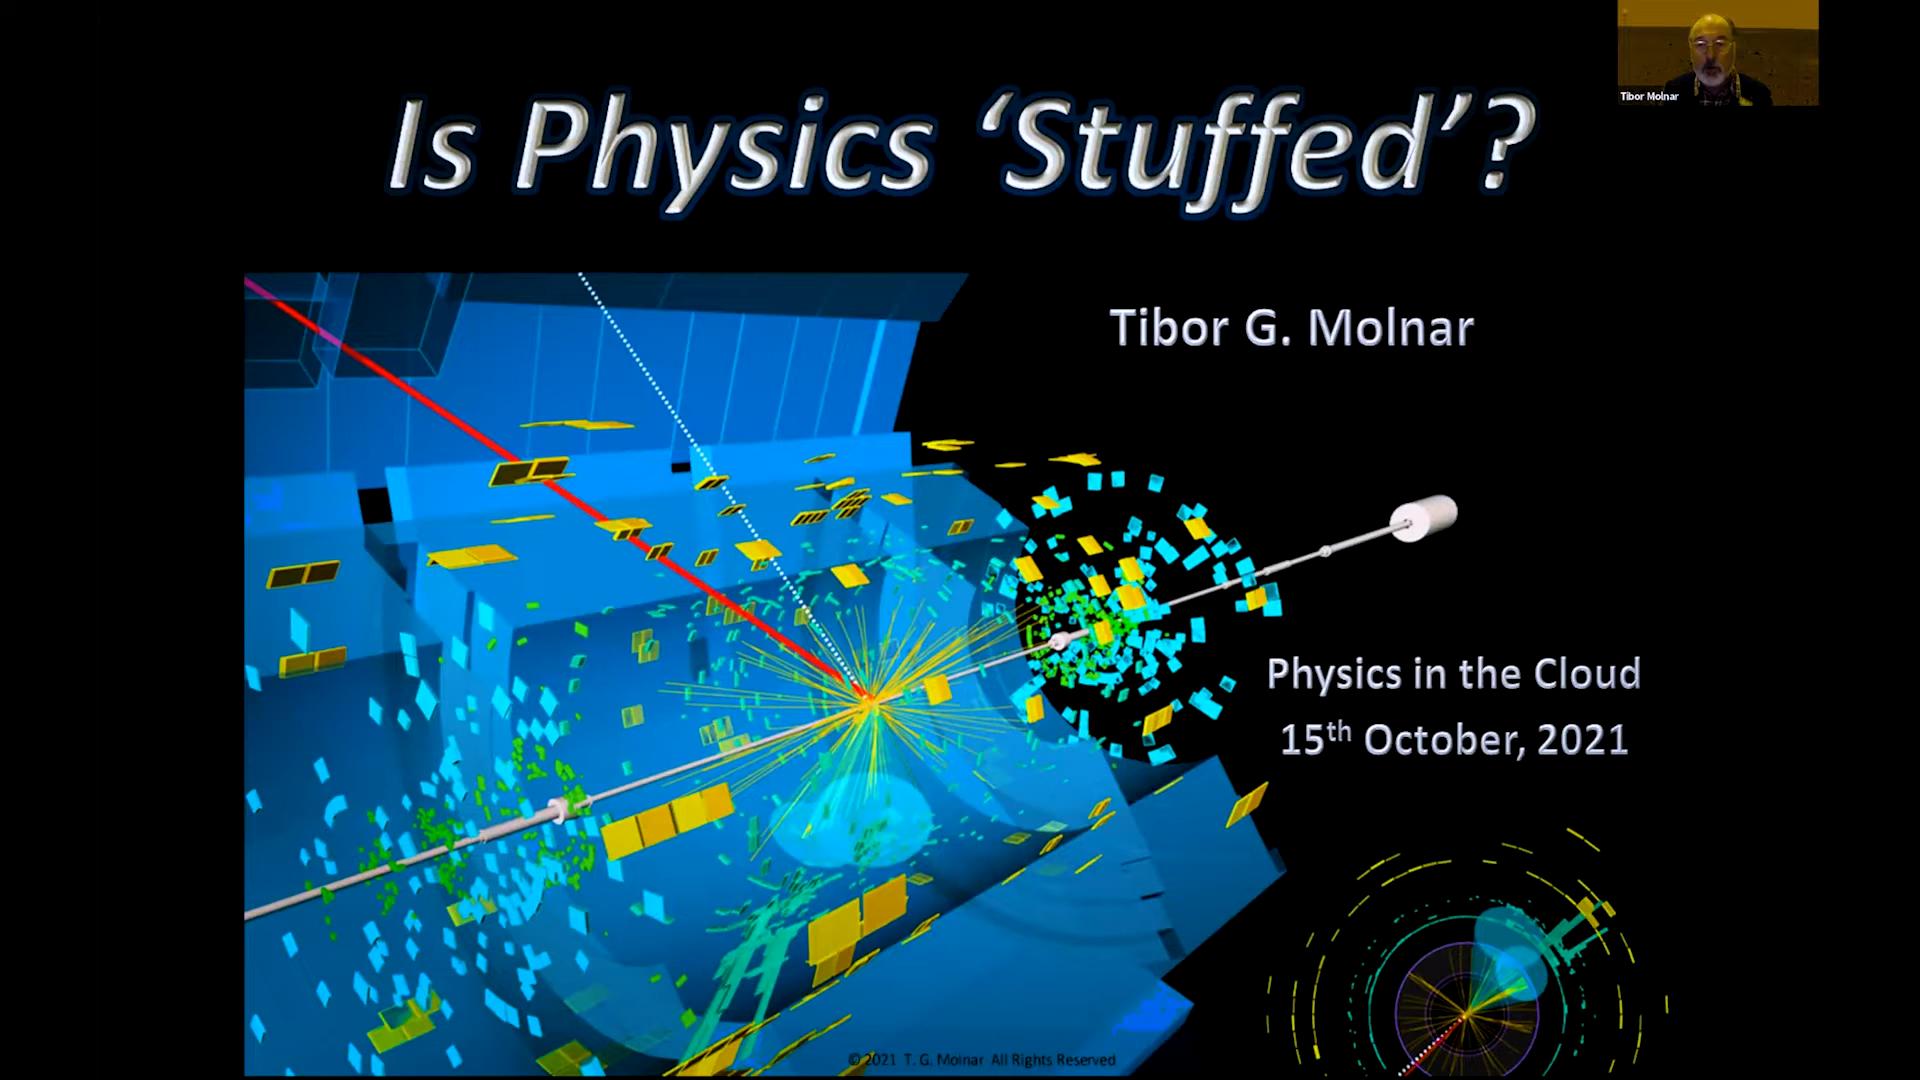 Is Physics ‘Stuffed’?
Tibor Molnar
Tibor G. Molnar
Physics in the Cloud
15th October, 2021
© 2021 T. G. Molnar All Rights Reserved